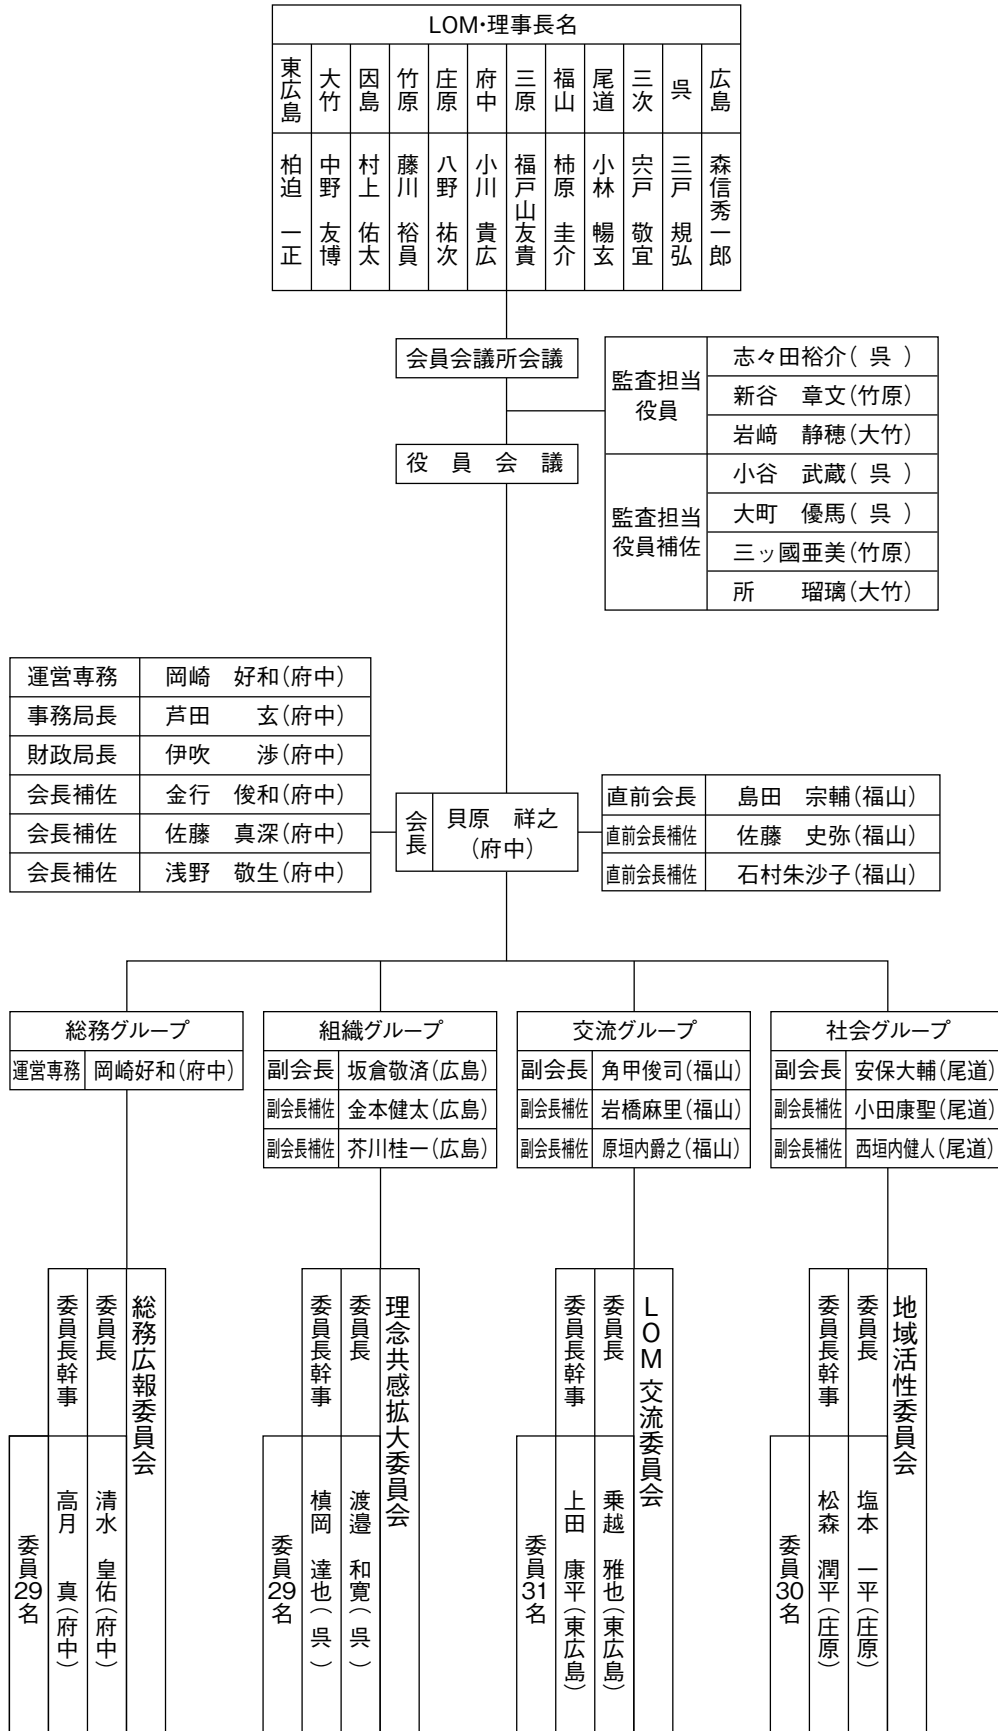 LOM・理事長名
広島 森信秀一郎
呉 三戸 規弘
三次 宍戸 敬宜
尾道 小林 暢玄
福山 柿原 圭介
三原 福戸山友貴
府中 小川 貴広
庄原 八野 祐次
竹原 藤川 裕員
因島 村上 佑太
大竹 中野 友博
東広島 柏迫 一正
会員会議所会議
監査担当
役員
志々田裕介( 呉 )
新谷 章文(竹原)
岩﨑 静穂(大竹)
役 員 会 議
監査担当
役員補佐
小谷 武蔵( 呉 )
大町 優馬( 呉 )
三ッ國亜美(竹原)
所 瑠璃(大竹)
運営専務 岡崎 好和(府中)
事務局長 芦田 玄(府中)
財政局長 伊吹 渉(府中)
会長補佐 金行 俊和(府中)
会長補佐 佐藤 真深(府中)
会長補佐 浅野 敬生(府中)
会長
貝原 祥之
(府中)
直前会長 島田 宗輔(福山)
直前会長補佐 佐藤 史弥(福山)
直前会長補佐 石村朱沙子(福山)
総務グループ
運営専務 岡崎好和(府中)
組織グループ
副会長 坂倉敬済(広島)
副会長補佐 金本健太(広島)
副会長補佐 芥川桂一(広島)
交流グループ
副会長 角甲俊司(福山)
副会長補佐 岩橋麻里(福山)
副会長補佐 原垣内爵之(福山)
社会グループ
副会長 安保大輔(尾道)
副会長補佐 小田康聖(尾道)
副会長補佐 西垣内健人(尾道)
総務広報委員会
委員長 清水 皇佑(府中)
委員長幹事 高月 真(府中)
委員29名
理念共感拡大委員会
委員長 渡邉 和寛( 呉 )
委員長幹事 槙岡 達也( 呉 )
委員29名
LOM交流委員会
委員長 乗越 雅也(東広島)
委員長幹事 上田 康平(東広島)
委員31名
地域活性委員会
委員長 塩本 一平(庄原)
委員長幹事 松森 潤平(庄原)
委員30名